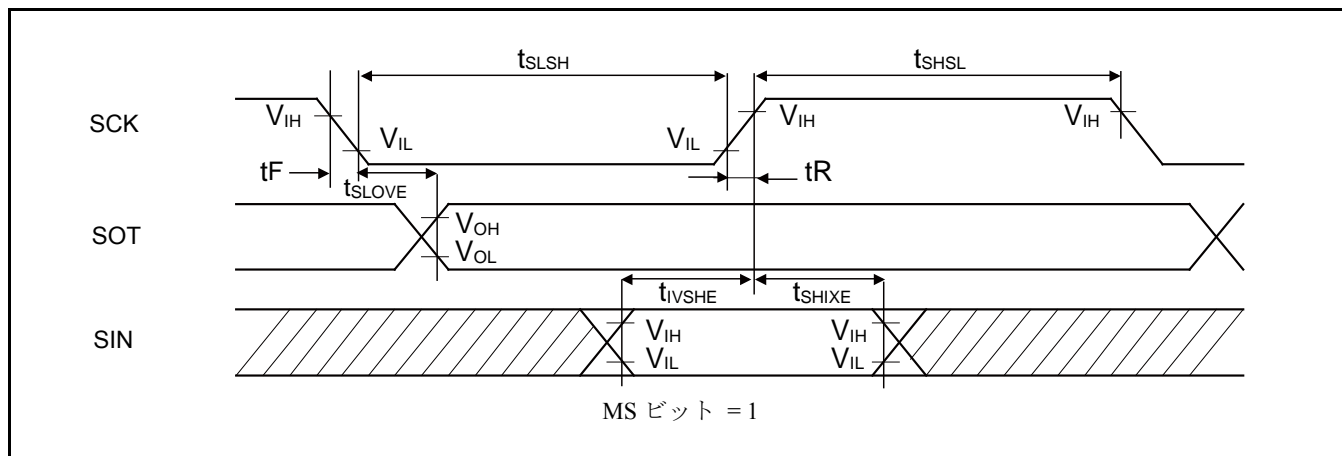 tSLSH
tSHSL
SCK
VIH
VIL
VIL
VIH
VIH
tF
tSLOVE
tR
SOT
VOH
VOL
tIVSHE
tSHIXE
SIN
VIH
VIL
VIH
VIL
MS ビット = 1